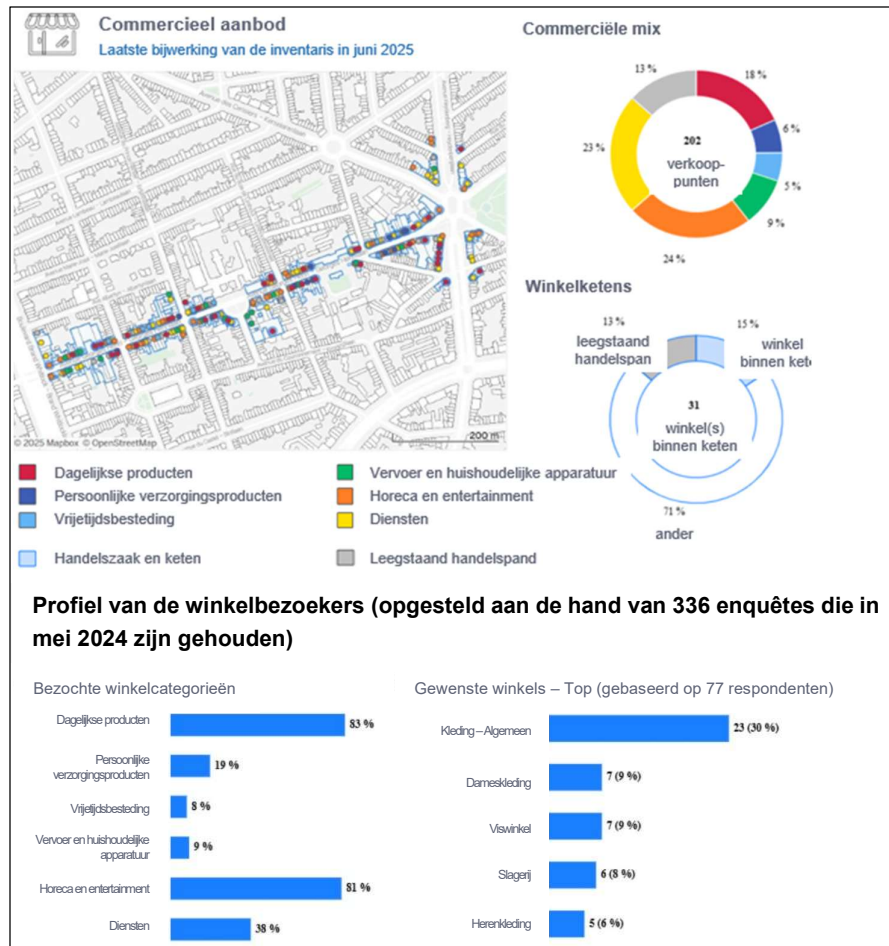 Commercieel aanbod
Laatste bijwerking van de inventaris in juni 2025
© 2025 Mapbox © OpenStreetMap
200 m
Commerciële mix
13 %
18 %
6 %
5 %
9 %
24 %
23 %
202
verkoop-
punten
Winkelketens
13 %
leegstaand
handelspan
15 %
winkel
binnen ket
31
winkel(s)
binnen keten
71 %
ander
Dagelijkse producten
Persoonlijke verzorgingsproducten
Vrijetijdsbesteding
Handelszaak en keten
Vervoer en huishoudelijke apparatuur
Horeca en entertainment
Diensten
Leegstaand handelspand
Profiel van de winkelbezoekers (opgesteld aan de hand van 336 enquêtes die in
mei 2024 zijn gehouden)
Bezochte winkelcategorieën
Dagelijkse producten
83 %
Persoonlijke
verzorgingsproducten
19 %
Vrijetijdsbesteding
8 %
Vervoer en huishoudelijke
apparatuur
9 %
Horeca en entertainment
81 %
Diensten
38 %
Gewenste winkels – Top (gebaseerd op 77 respondenten)
Kleding – Algemeen
23 (30 %)
Dameskleding
7 (9 %)
Viswinkel
7 (9 %)
Slagerij
6 (8 %)
Herenkleding
5 (6 %)